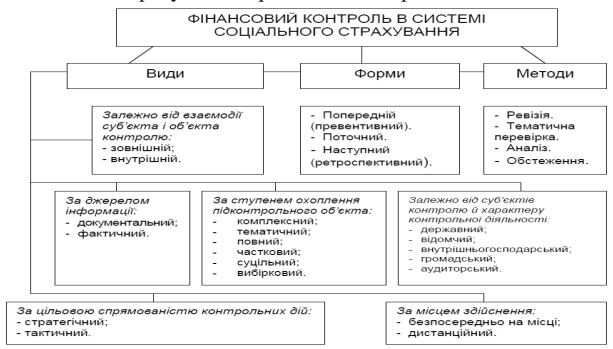 ФІНАНСОВИЙ КОНТРОЛЬ В СИСТЕМІ
СОЦІАЛЬНОГО СТРАХУВАННЯ
Види
Форми
Методи
Залежно від взаємодії
суб’єкта і об’єкта
контролю:
- зовнішній;
- внутрішній.
- Попередній
(превентивний).
- Поточний.
- Наступний
(ретроспективний).
- Ревізія.
- Тематична
перевірка.
- Аналіз.
- Обстеження.
За джерелом
інформації:
- документальний;
- фактичний.
За ступенем охоплення
підконтрольного об’єкта:
- комплексний;
- тематичний;
- повний;
- частковий;
- суцільний;
- вибірковий.
Залежно від суб’єктів
контролю й характеру
контрольної діяльності:
- державний;
- відомчий;
- внутрішньогосподарський;
- громадський;
- аудиторський.
За цільовою спрямованістю контрольних дій:
- стратегічний;
- тактичний.
За місцем здійснення:
- безпосередньо на місці;
- дистанційний.